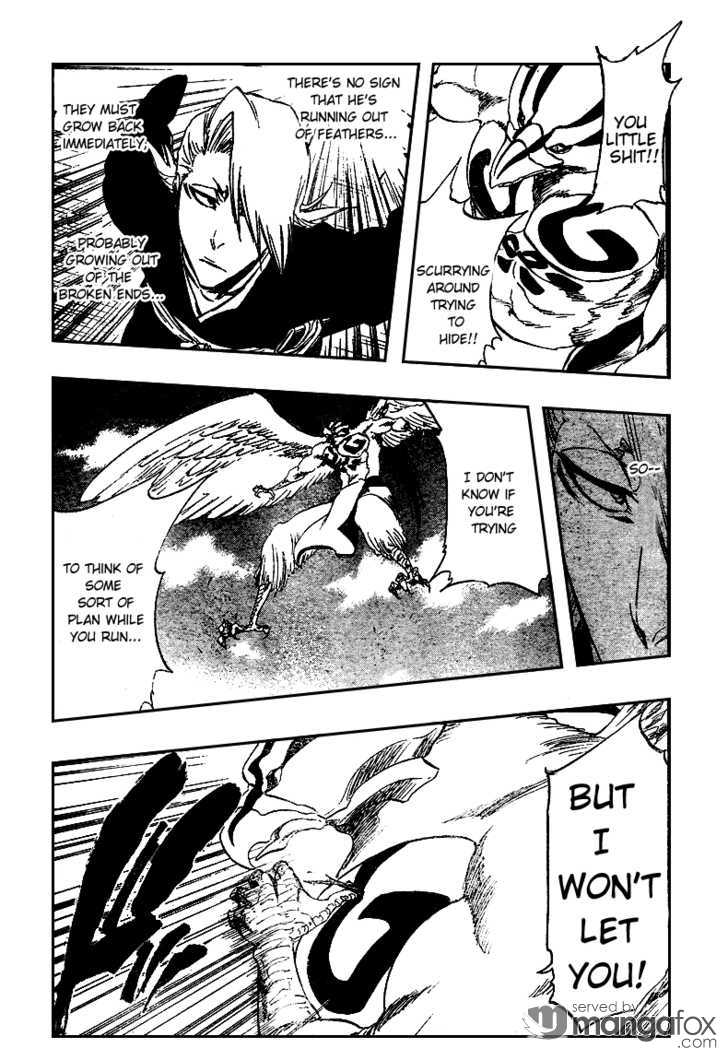 YOU
LITTLE
SHIT!!
SCURRYING
AROUND
TRYING
TO
HIDE!!
THERE'S NO SIGN
THAT HE'S
RUNNING OUT
OF FEATHERS...
THEY MUST
GROW BACK
IMMEDIATELY,
PROBABLY
GROWING OUT
OF THE
BROKEN ENDS...
SO--
I DON'T
KNOW IF
YOU'RE
TRYING
TO THINK OF
SOME
SORT OF
PLAN WHILE
YOU RUN...
BUT
I
WON'T
LET
YOU!
served by
mangafox
.com